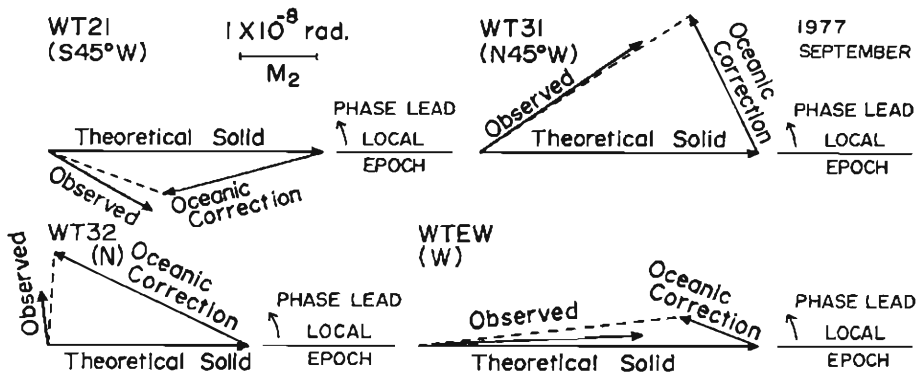 WT21
(S45°W)
1 X 10⁻⁸ rad.
M₂
Theoretical Solid
Observed
Oceanic
Correction
PHASE LEAD
LOCAL
EPOCH
WT31
(N45°W)
1977
SEPTEMBER
Observed
Oceanic
Correction
Theoretical Solid
PHASE LEAD
LOCAL
EPOCH
WT32
(N)
Oceanic
Correction
Observed
Theoretical Solid
PHASE LEAD
LOCAL
EPOCH
WTEW
(W)
Observed
Oceanic
Correction
Theoretical Solid
PHASE LEAD
LOCAL
EPOCH